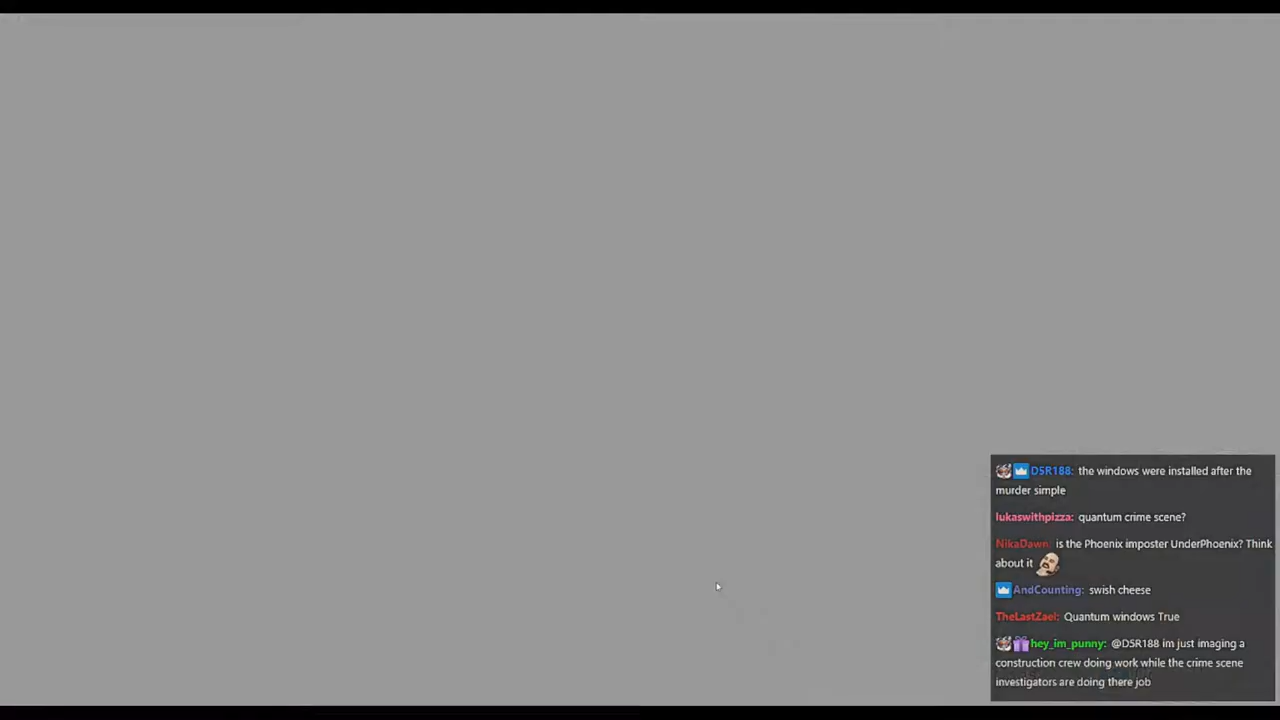 D5R188: the windows were installed after the
murder simple
lukaswithpizza: quantum crime scene?
NikaDawn: is the Phoenix imposter UnderPhoenix? Think
about it
AndCounting: swish cheese
TheLastZael: Quantum windows True
hey_im_punny: @D5R188 im just imaging a
construction crew doing work while the crime scene
investigators are doing there job